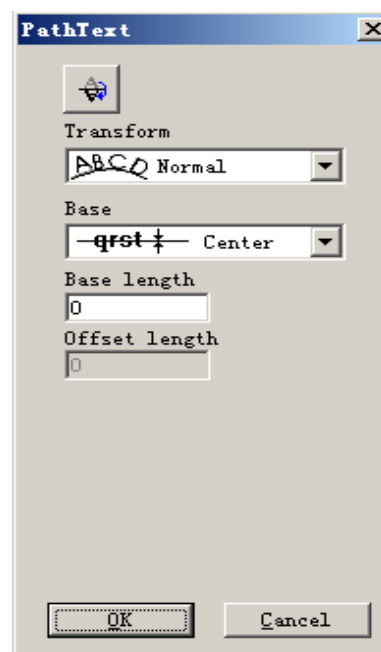 PathText
Transform
ABCD Normal
Base
qrst Center
Base length
0
Offset length
0
OK
Cancel